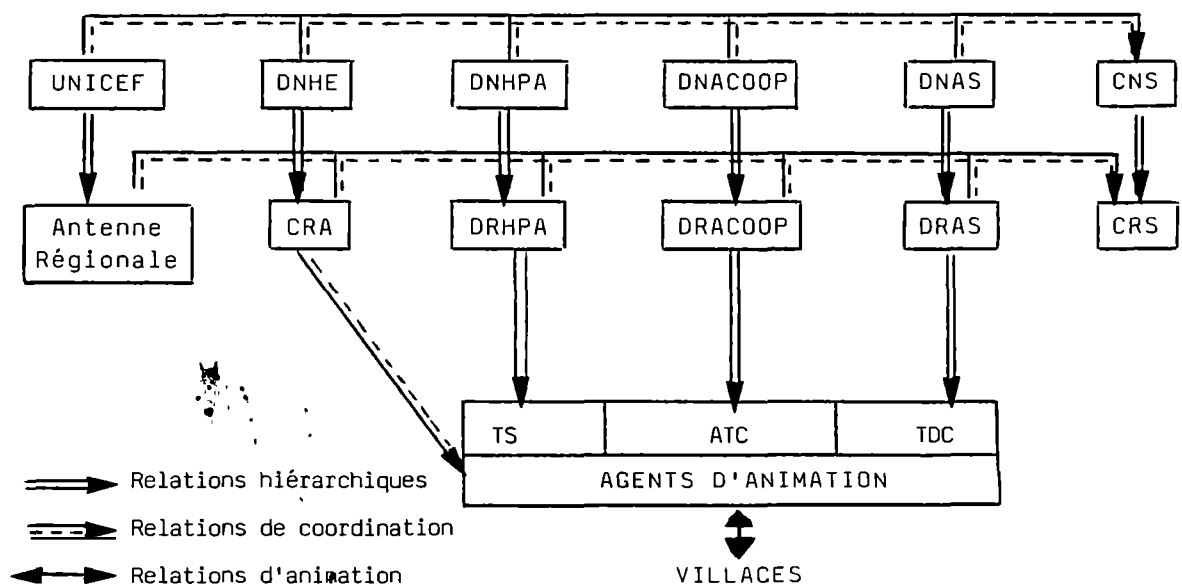 UNICEF
DNHE
DNHPA
DNACOOP
DNAS
CNS
Antenne
Régionale
CRA
DRHPA
DRACOOP
DRAS
CRS
TS
ATC
TDC
AGENTS D'ANIMATION
Relations hiérarchiques
Relations de coordination
Relations d'animation
VILLACES